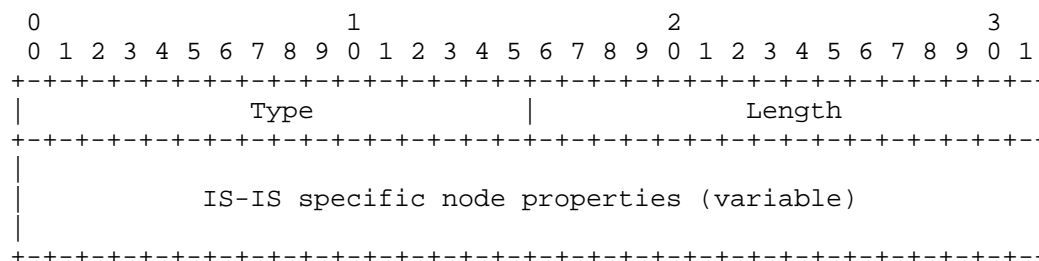 0                   1                   2                   3
 0 1 2 3 4 5 6 7 8 9 0 1 2 3 4 5 6 7 8 9 0 1 2 3 4 5 6 7 8 9 0 1
+-+-+-+-+-+-+-+-+-+-+-+-+-+-+-+-+-+-+-+-+-+-+-+-+-+-+-+-+-+-+-+-
|              Type             |             Length
+-+-+-+-+-+-+-+-+-+-+-+-+-+-+-+-+-+-+-+-+-+-+-+-+-+-+-+-+-+-+-+-
|
|           IS-IS specific node properties (variable)
|
+-+-+-+-+-+-+-+-+-+-+-+-+-+-+-+-+-+-+-+-+-+-+-+-+-+-+-+-+-+-+-+-